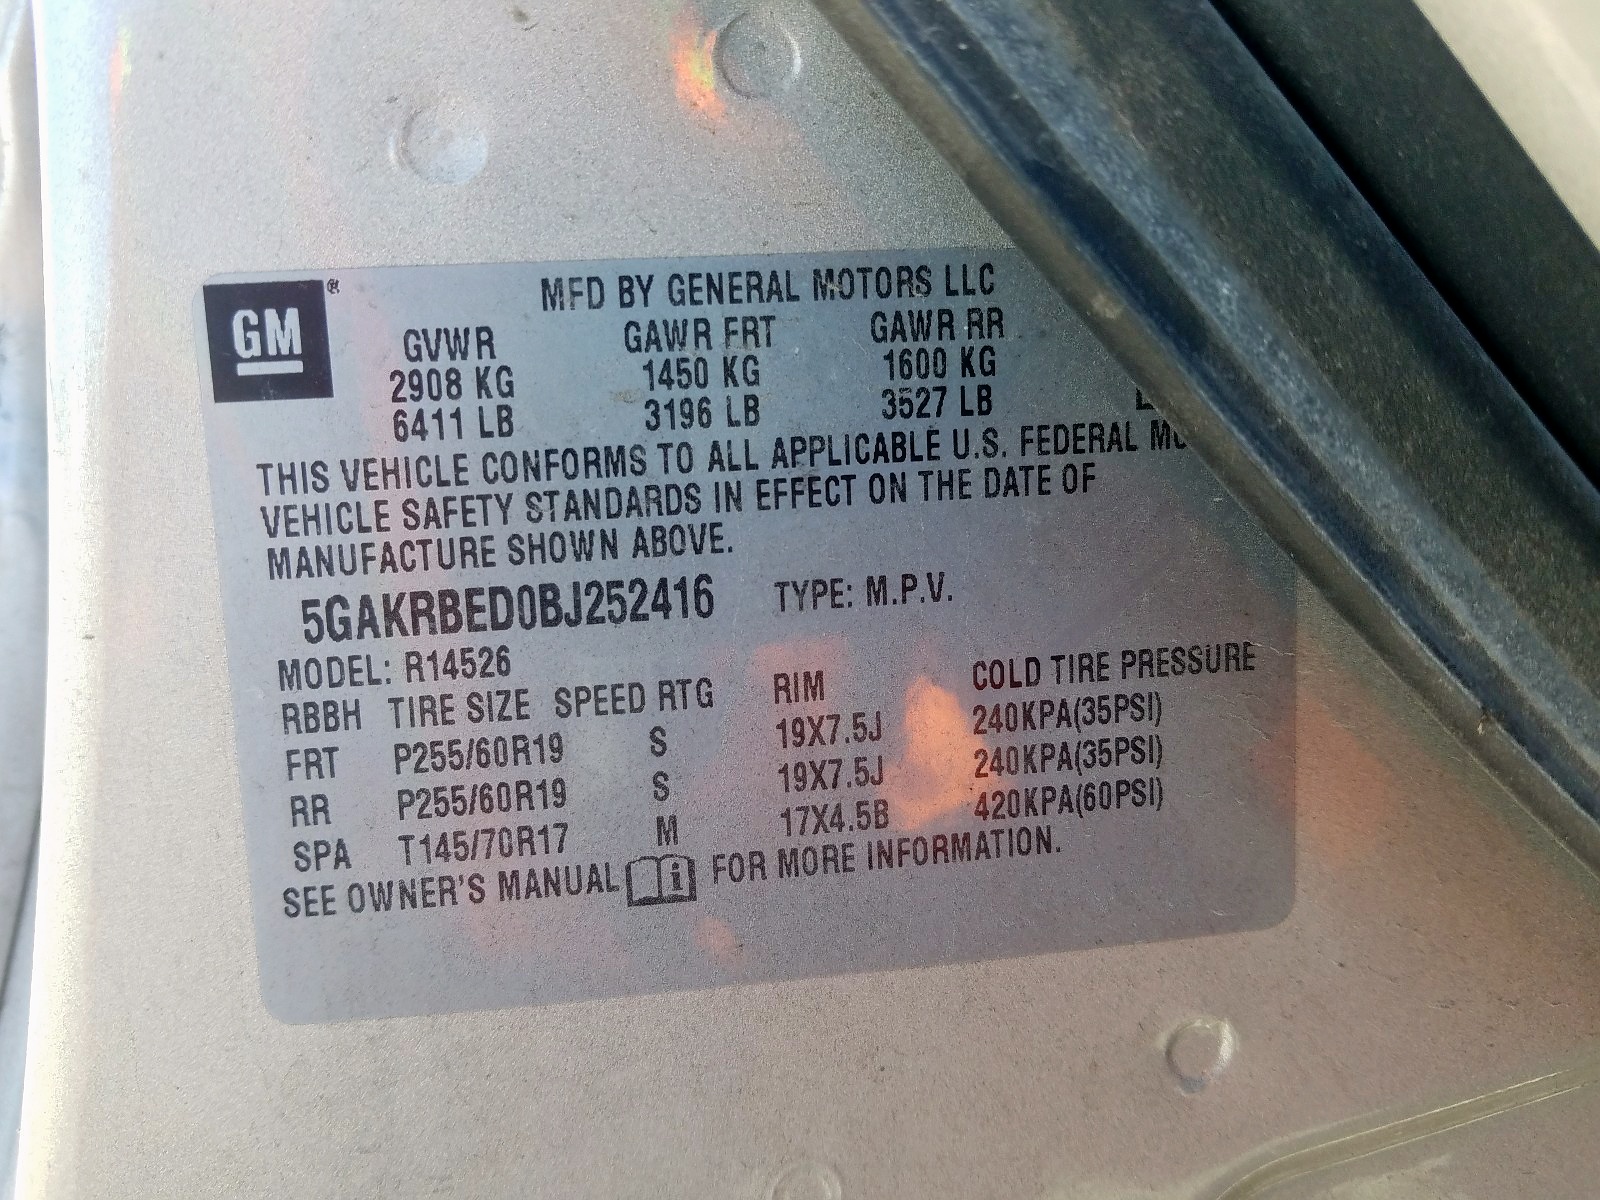 GM®
MFD BY GENERAL MOTORS LLC
GVWR GAWR FRT GAWR RR
2908 KG 1450 KG 1600 KG
6411 LB 3196 LB 3527 LB
THIS VEHICLE CONFORMS TO ALL APPLICABLE U.S. FEDERAL
VEHICLE SAFETY STANDARDS IN EFFECT ON THE DATE OF
MANUFACTURE SHOWN ABOVE.
5GAKRBED0BJ252416 TYPE: M.P.V.
MODEL: R14526
RBBH TIRE SIZE SPEED RTG RIM COLD TIRE PRESSURE
FRT P255/60R19 S 19X7.5J 240KPA(35PSI)
RR P255/60R19 S 19X7.5J 240KPA(35PSI)
SPA T145/70R17 M 17X4.5B 420KPA(60PSI)
SEE OWNER'S MANUAL i FOR MORE INFORMATION.